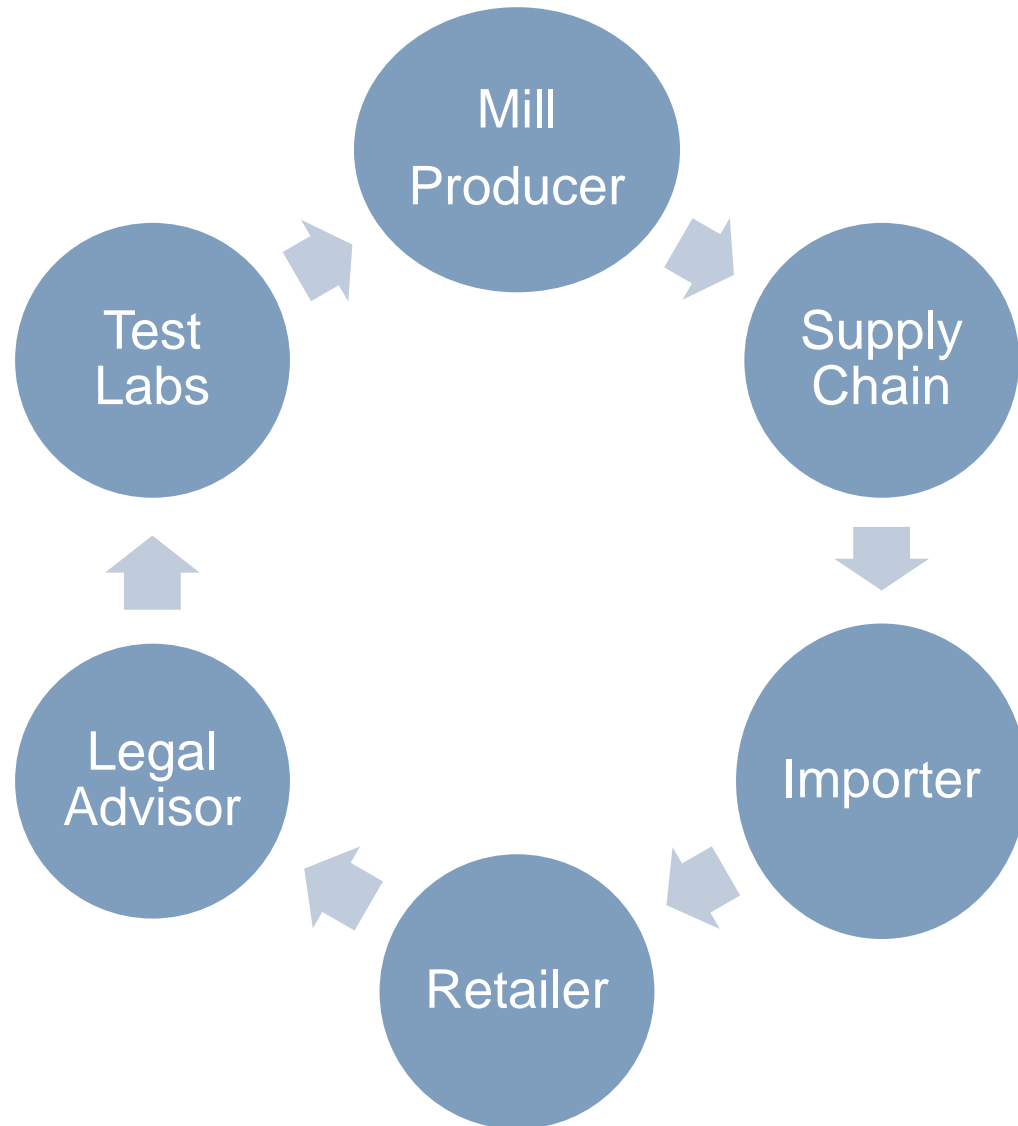 Mill
Producer
Supply
Chain
Importer
Retailer
Legal
Advisor
Test
Labs